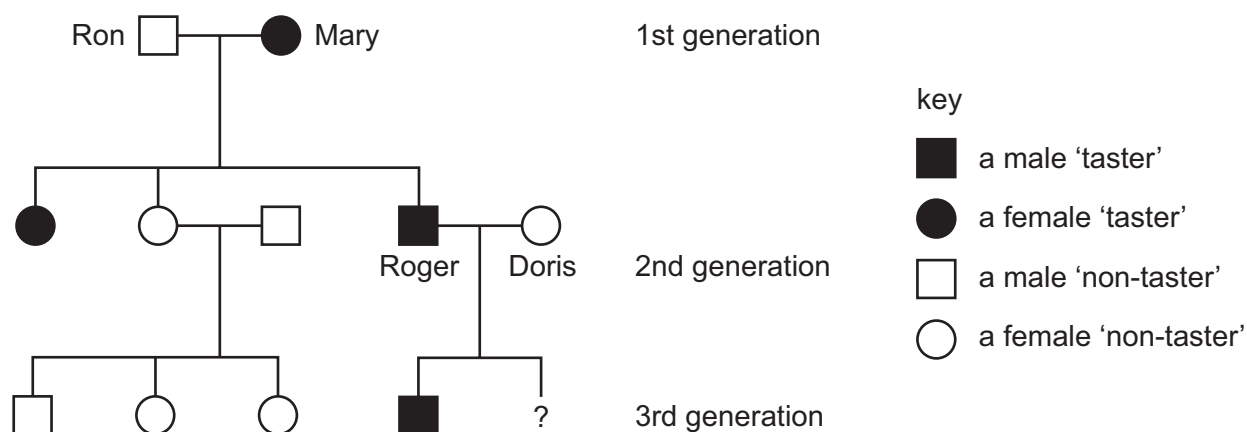 Ron Mary 1st generation
key
a male ‘taster’
a female ‘taster’
Roger Doris 2nd generation
a male ‘non-taster’
a female ‘non-taster’
? 3rd generation